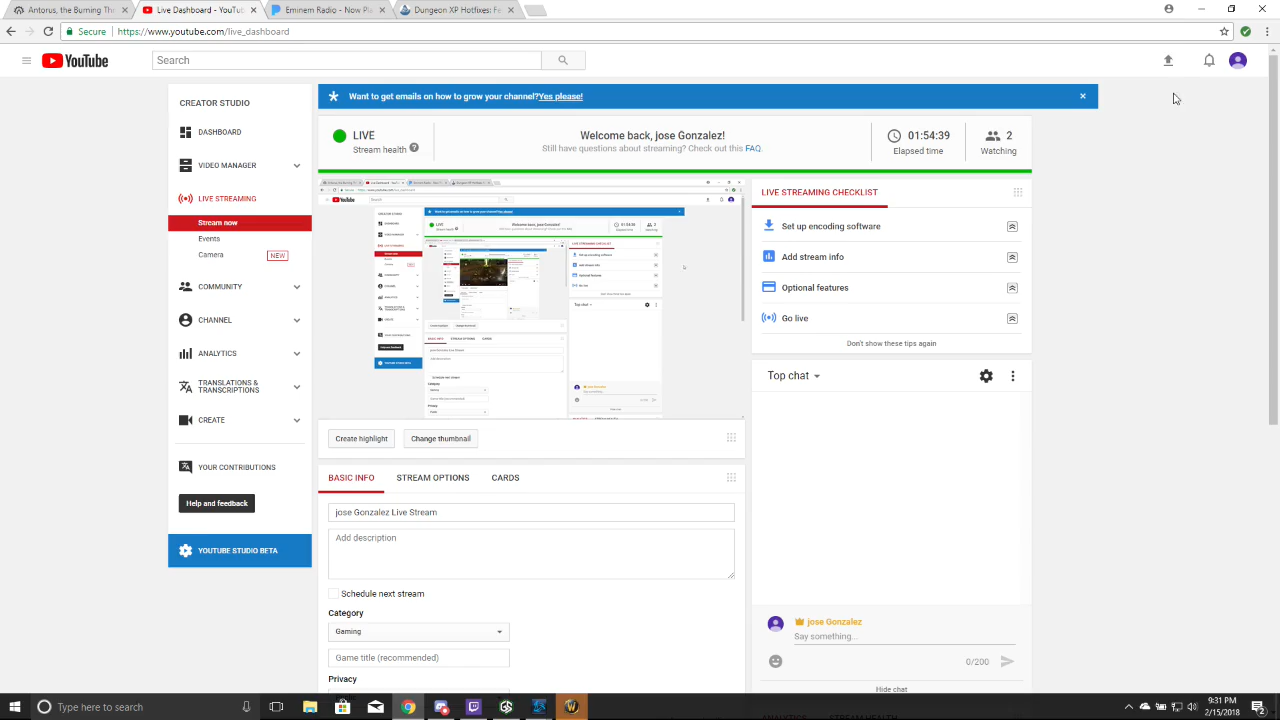 Antorus, the Burning Thr
Live Dashboard - YouTu
Eminem Radio - Now Pla
Dungeon XP Hotfixes: Fe
Secure
https://www.youtube.com/live_dashboard
YouTube
Search
CREATOR STUDIO
DASHBOARD
VIDEO MANAGER
LIVE STREAMING
Stream now
Events
Camera
NEW
COMMUNITY
CHANNEL
ANALYTICS
TRANSLATIONS &
TRANSCRIPTIONS
CREATE
YOUR CONTRIBUTIONS
Help and feedback
YOUTUBE STUDIO BETA
Want to get emails on how to grow your channel? Yes please!
LIVE
Stream health
Welcome back, jose Gonzalez!
Still have questions about streaming? Check out this FAQ.
01:54:39
Elapsed time
2
Watching
Create highlight
Change thumbnail
BASIC INFO
STREAM OPTIONS
CARDS
jose Gonzalez Live Stream
Add description
Schedule next stream
Category
Gaming
Game title (recommended)
Privacy
LIVE STREAMING CHECKLIST
Set up encoding software
Add stream info
Optional features
Go live
Don't show these tips again
Top chat
jose Gonzalez
Say something...
0/200
Hide chat
ANALYTICS
STREAM HEALTH
Type here to search
9:31 PM
2/15/2018